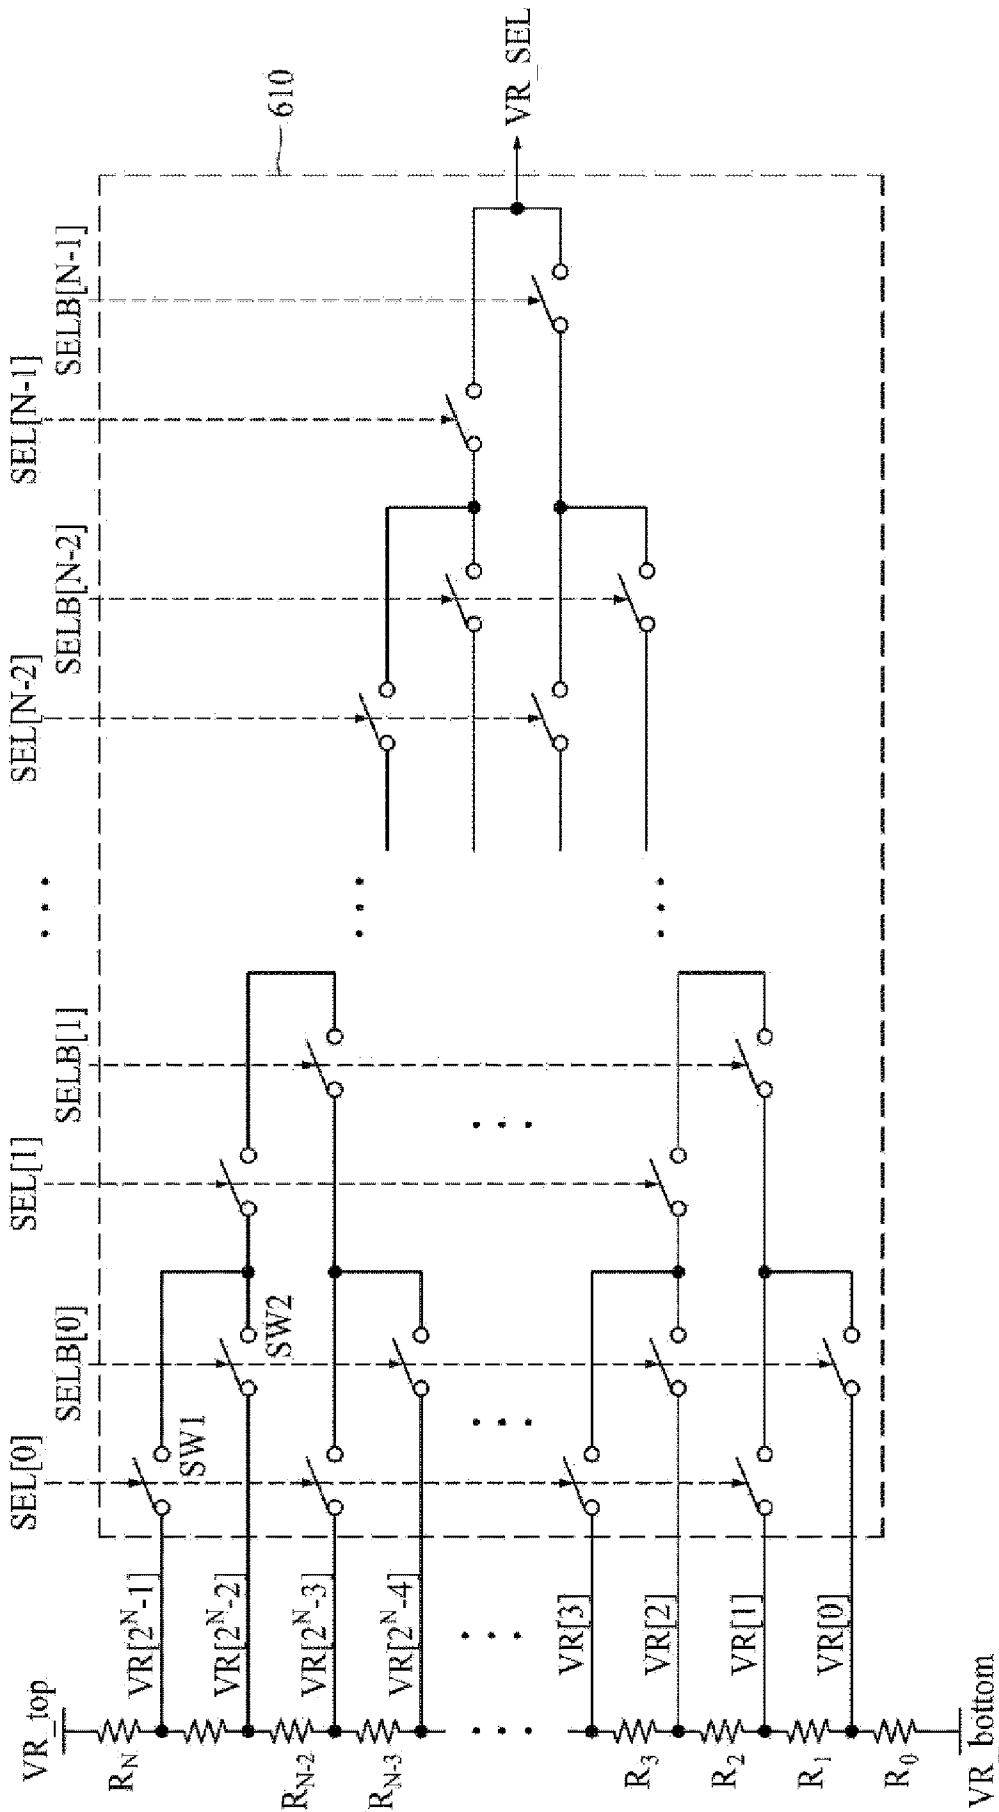 SEL[0]
SELB[0]
SEL[1]
SELB[1]
...
SEL[N-2]
SELB[N-2]
SEL[N-1]
SELB[N-1]
610
VR_top
R_N
R_{N-2}
R_{N-3}
R_3
R_2
R_1
R_0
VR_bottom
VR[2^N-1]
VR[2^N-2]
VR[2^N-3]
VR[2^N-4]
VR[3]
VR[2]
VR[1]
VR[0]
SW1
SW2
VR_SEL